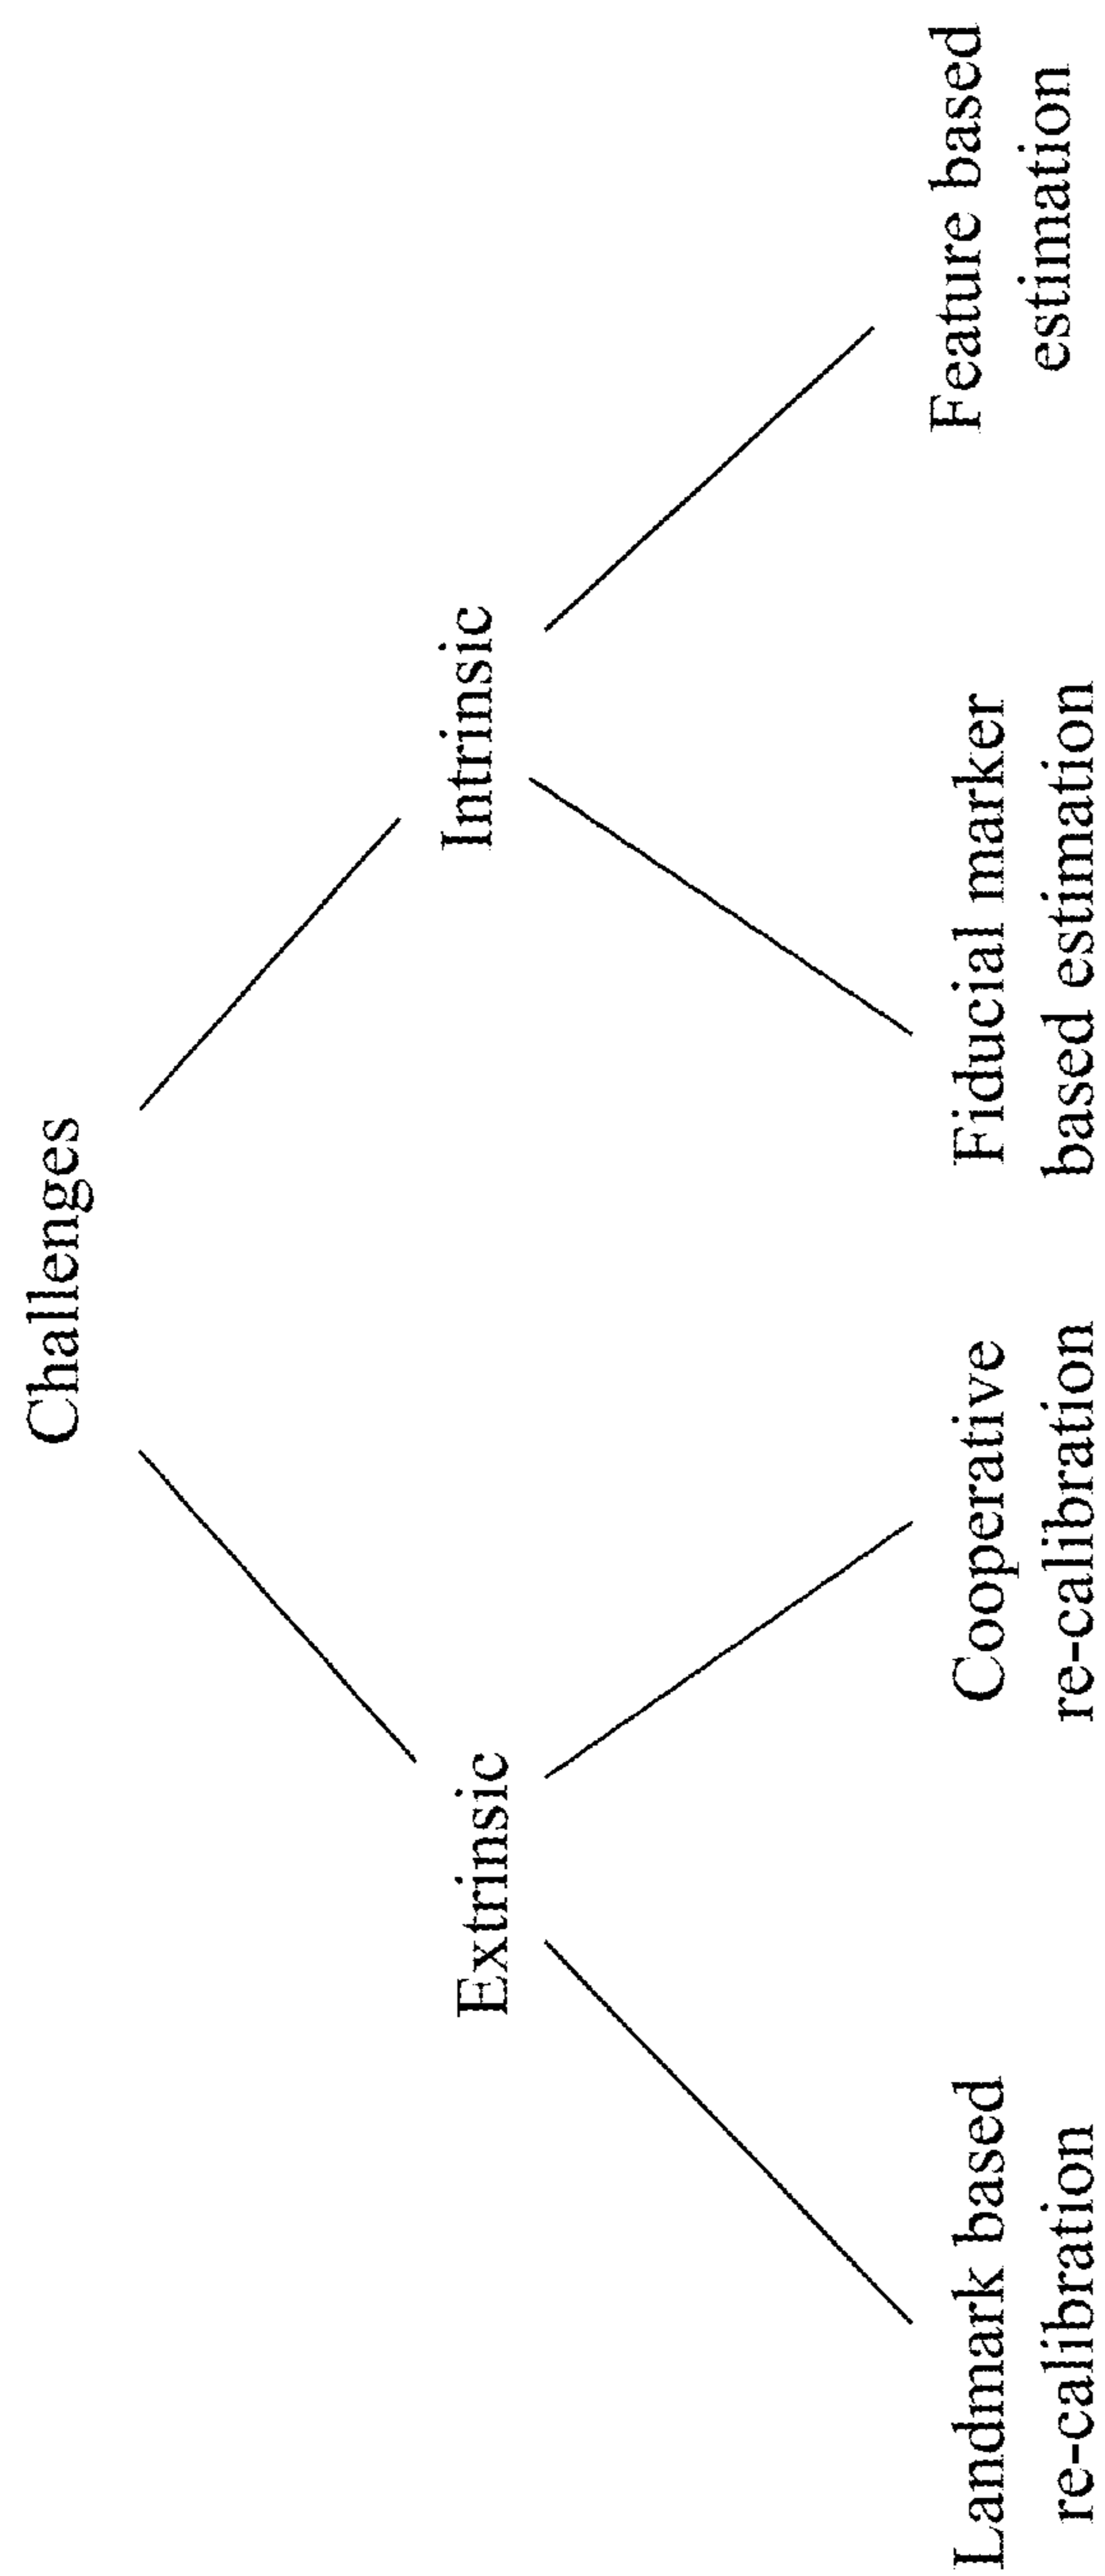 Challenges
Extrinsic
Intrinsic
Landmark based
re-calibration
Cooperative
re-calibration
Fiducial marker
based estimation
Feature based
estimation